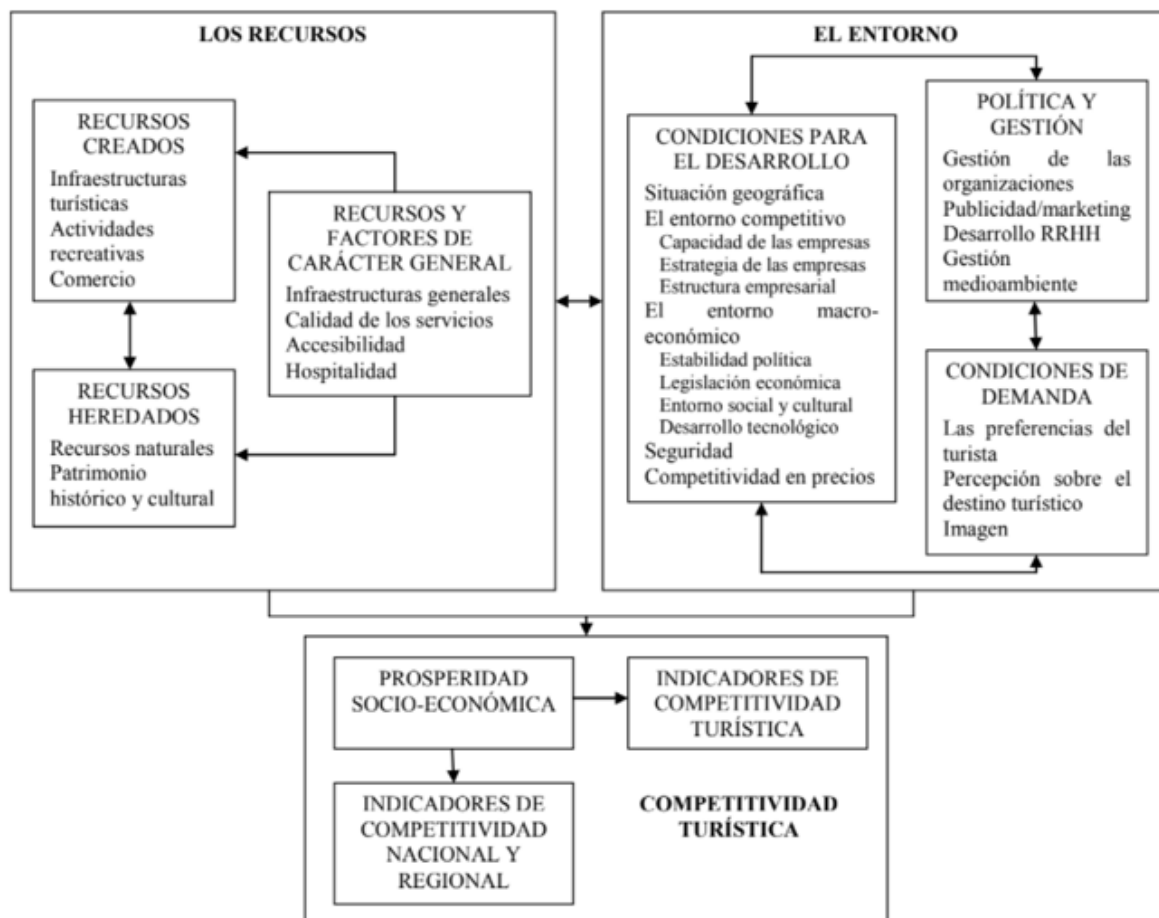 LOS RECURSOS
RECURSOS
CREADOS
Infraestructuras
turísticas
Actividades
recreativas
Comercio
RECURSOS Y
FACTORES DE
CARÁCTER GENERAL
Infraestructuras generales
Calidad de los servicios
Accesibilidad
Hospitalidad
RECURSOS
HEREDADOS
Recursos naturales
Patrimonio
histórico y cultural
EL ENTORNO
CONDICIONES PARA
EL DESARROLLO
Situación geográfica
El entorno competitivo
Capacidad de las empresas
Estrategia de las empresas
Estructura empresarial
El entorno macro-
económico
Estabilidad política
Legislación económica
Entorno social y cultural
Desarrollo tecnológico
Seguridad
Competitividad en precios
POLÍTICA Y
GESTIÓN
Gestión de las
organizaciones
Publicidad/marketing
Desarrollo RRHH
Gestión
medioambiente
CONDICIONES DE
DEMANDA
Las preferencias del
turista
Percepción sobre el
destino turístico
Imagen
PROSPERIDAD
SOCIO-ECONÓMICA
INDICADORES DE
COMPETITIVIDAD
TURÍSTICA
INDICADORES DE
COMPETITIVIDAD
NACIONAL Y
REGIONAL
COMPETITIVIDAD
TURÍSTICA